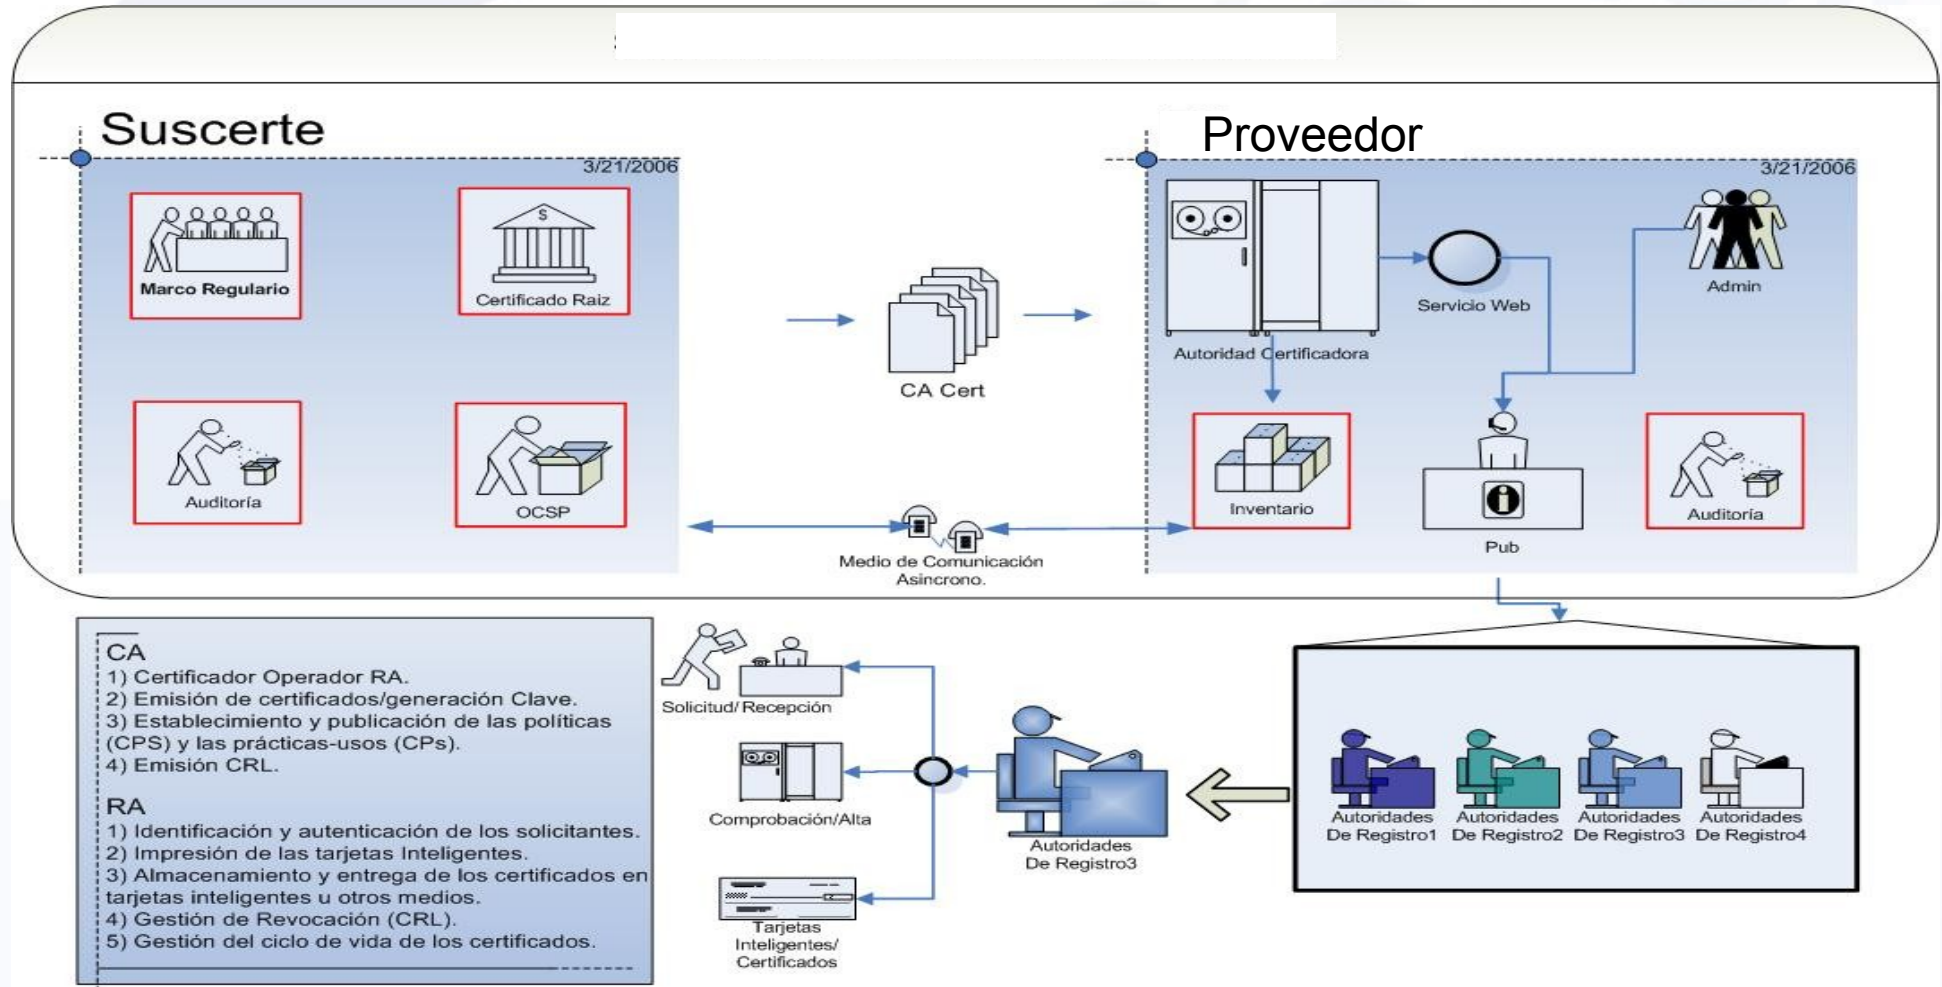 Suscerte
3/21/2006
Marco Regulario
S
Certificado Raiz
Auditoría
OCSP
CA Cert
Medio de Comunicación
Asincrono.
Proveedor
3/21/2006
Autoridad Certificadora
Servicio Web
Admin
Inventario
i
Pub
Auditoría
CA
1) Certificador Operador RA.
2) Emisión de certificados/generación Clave.
3) Establecimiento y publicación de las políticas
(CPS) y las prácticas-usos (CPs).
4) Emisión CRL.
RA
1) Identificación y autenticación de los solicitantes.
2) Impresión de las tarjetas Inteligentes.
3) Almacenamiento y entrega de los certificados en
tarjetas inteligentes u otros medios.
4) Gestión de Revocación (CRL).
5) Gestión del ciclo de vida de los certificados.
Solicitud/Recepción
Comprobación/Alta
Tarjetas
Inteligentes/
Certificados
Autoridades
De Registro3
Autoridades
De Registro1
Autoridades
De Registro2
Autoridades
De Registro3
Autoridades
De Registro4